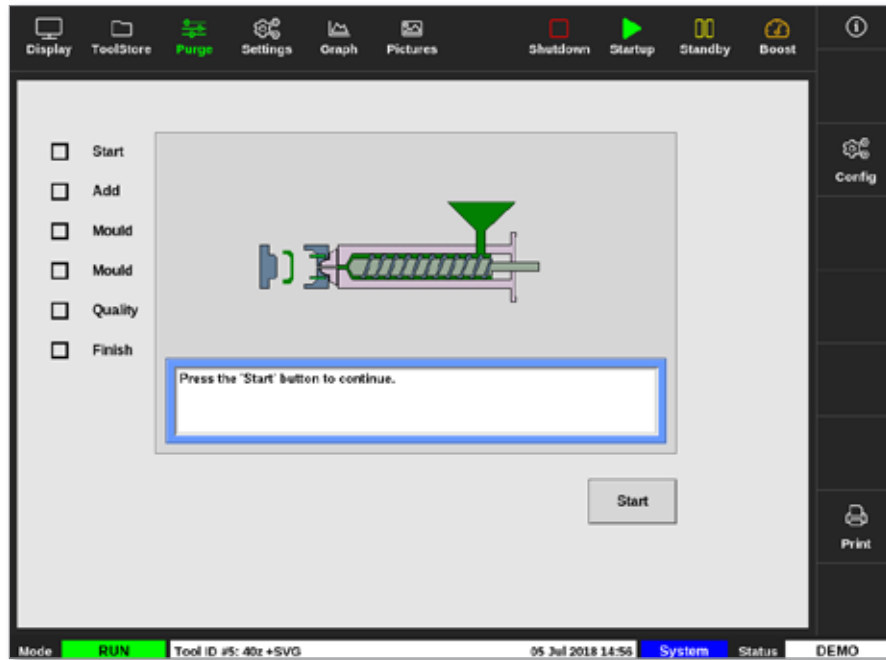 Display ToolStore Purge Settings Graph Pictures Shutdown Startup Standby Boost
Config
Print
Start
Add
Mould
Mould
Quality
Finish
Press the 'Start' button to continue.
Start
Mode RUN Tool ID #5: 40z +SVG 05 Jul 2018 14:56 System Status DEMO